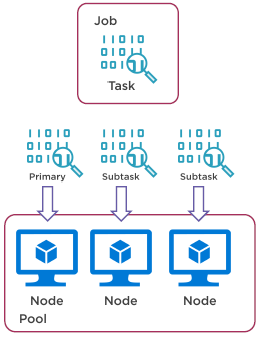 Job
Task
Primary
Subtask
Subtask
Node
Node
Node
Pool